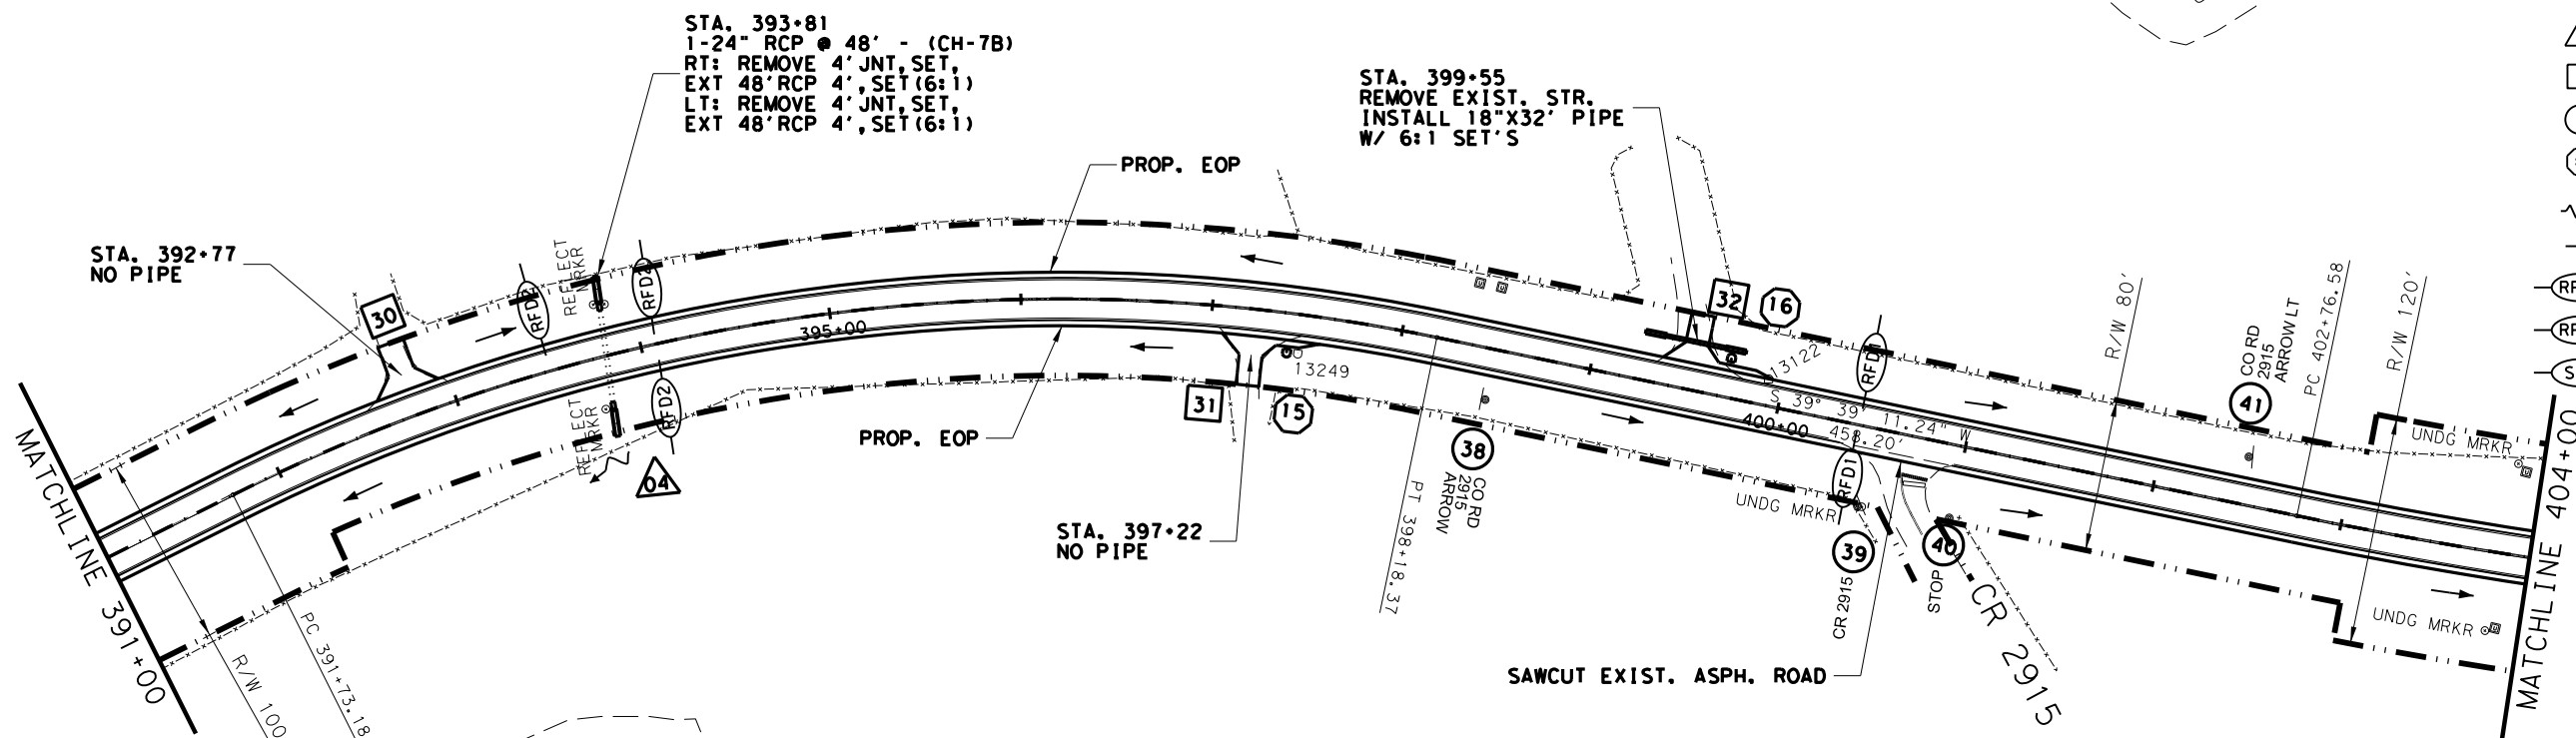 STA. 393+81
1-24" RCP @ 48' - (CH-7B)
RT: REMOVE 4'JNT,SET,
EXT 48'RCP 4',SET(6:1)
LT: REMOVE 4'JNT,SET,
EXT 48'RCP 4',SET(6:1)
STA. 399+55
REMOVE EXIST. STR.
INSTALL 18"X32' PIPE
W/ 6:1 SET'S
PROP. EOP
STA. 392+77
NO PIPE
30
RFD2
REFLECT
MRKR
RFD2
395+00
32
16
13122
RFD1
R/W 80'
CO RD
2915
ARROW LT
41
PC 402+76.58
R/W 120'
UNDG MRKR
MATCHLINE 404+00
13249
31
15
RFD2
REFLECT
MRKR
04
PROP. EOP
38
CO RD
2915
ARROW
PT 398+18.37
S 39° 39' 11.24" W
458.20'
400+00
RFD1
UNDG MRKR
39
CR 2915
40
STOP
CR 2915
UNDG MRKR
STA. 397+22
NO PIPE
SAWCUT EXIST. ASPH. ROAD
MATCHLINE 391+00
R/W 100
PC 391+73.18